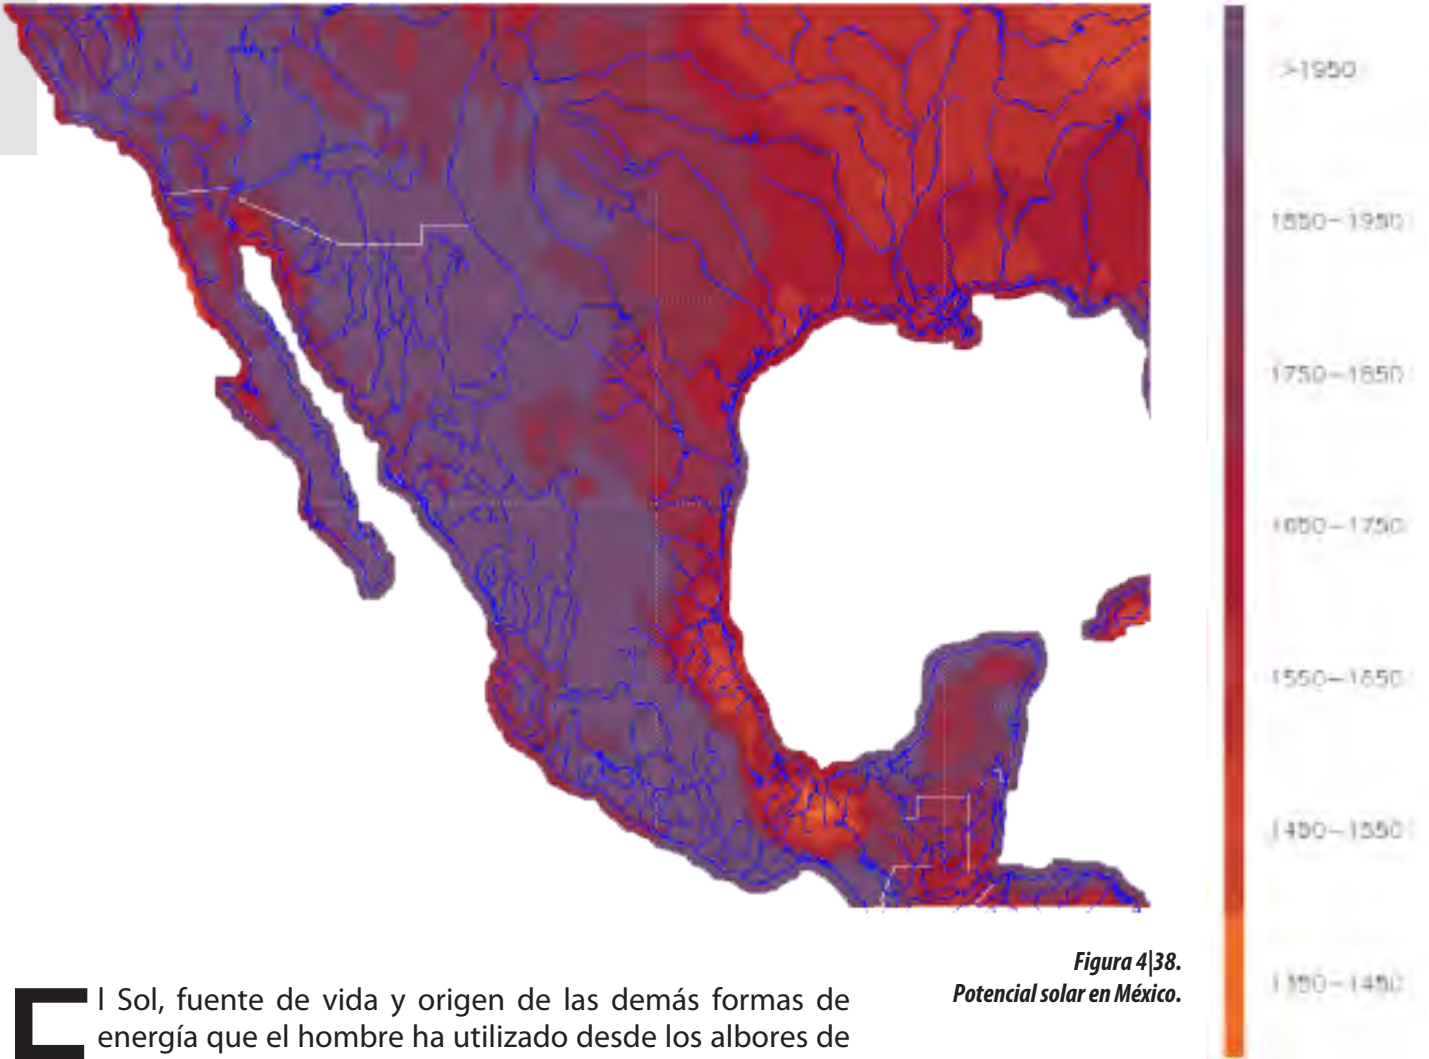 >1950
1850-1950
1750-1850
1650-1750
1550-1650
1450-1550
1350-1450
Figura 4|38.
Potencial solar en México.
El Sol, fuente de vida y origen de las demás formas de
energía que el hombre ha utilizado desde los albores de